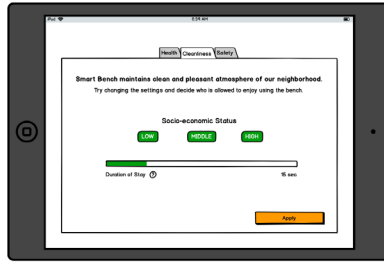 iPad
8:39 AM
Health
Cleanliness
Safety
Smart Bench maintains clean and pleasant atmosphere of our neighborhood.
Try changing the settings and decide who is allowed to enjoy using the bench.
Socio-economic Status
LOW
MIDDLE
HIGH
Duration of Stay ?
15 sec
Apply